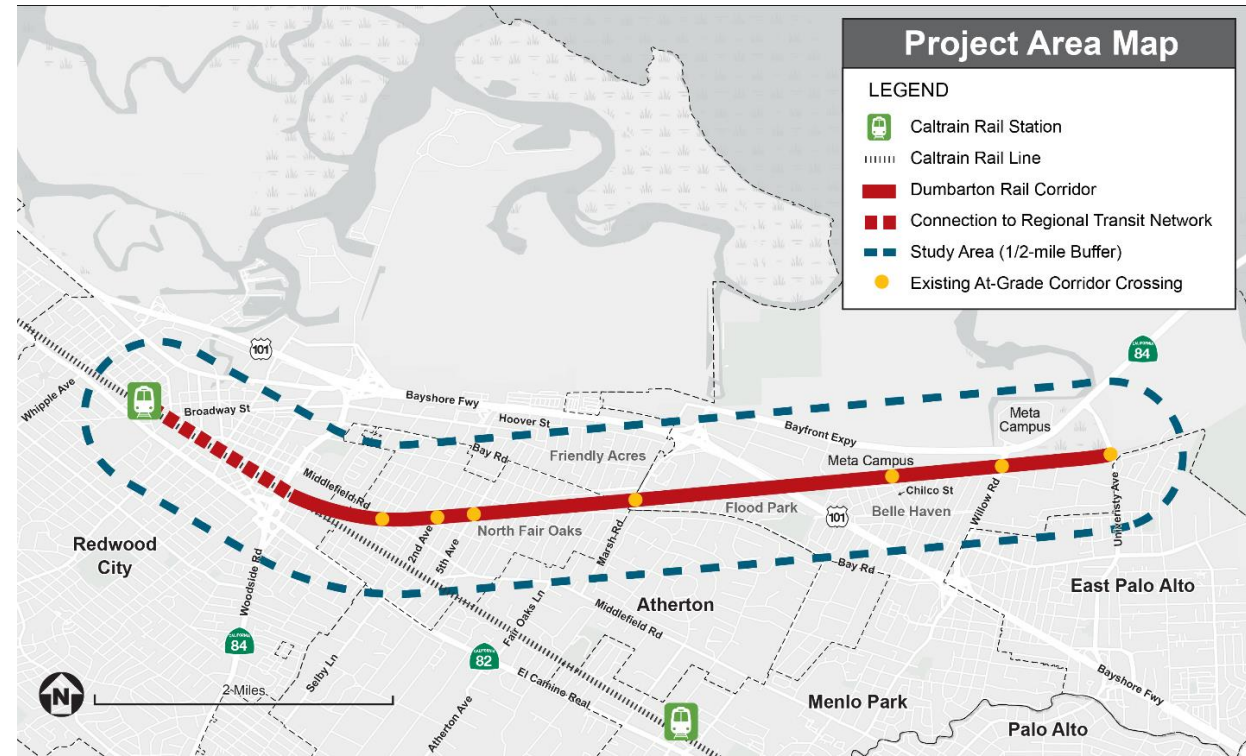 Project Area Map
LEGEND
Caltrain Rail Station
Caltrain Rail Line
Dumbarton Rail Corridor
Connection to Regional Transit Network
Study Area (1/2-mile Buffer)
Existing At-Grade Corridor Crossing
CALIFORNIA
84
101
Whipple Ave
Broadway St
Bayshore Fwy
Hoover St
Bay Rd
Friendly Acres
Bayfront Expy
Meta
Campus
Meta Campus
Middlefield Rd
Chilco St
Willow Rd
Univeristy Ave
2nd Ave
5th Ave
North Fair Oaks
Marsh Rd
Flood Park
101
Belle Haven
Redwood
City
Woodside Rd
Fair Oaks Ln
Bay Rd
Atherton
Middlefield Rd
East Palo Alto
CALIFORNIA
84
Selby Ln
CALIFORNIA
82
El Camine Real
Atherton Ave
Menlo Park
Bayshore Fwy
Palo Alto
N
2 Miles